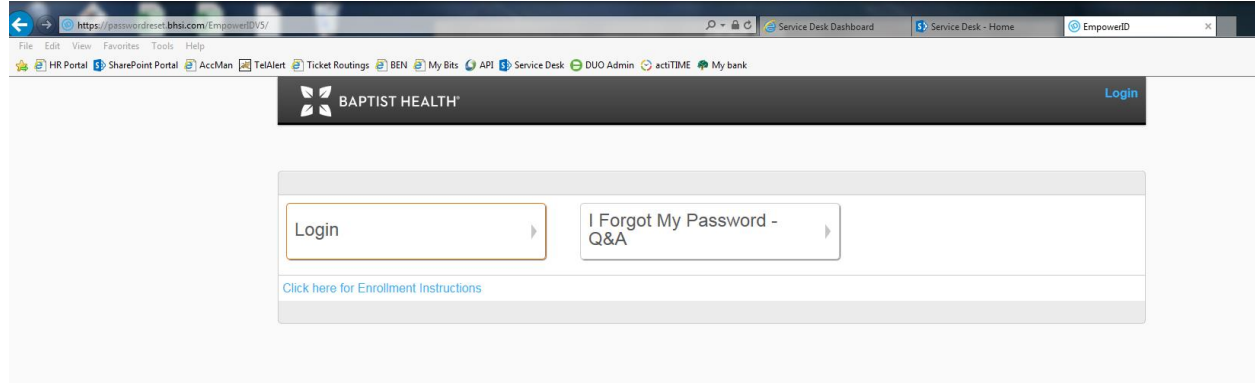 https://passwordreset.bhsi.com/EmpowerIDV5/
Service Desk Dashboard
Service Desk - Home
EmpowerID
File Edit View Favorites Tools Help
HR Portal SharePoint Portal AccMan TelAlert Ticket Routings BEN My Bits API Service Desk DUO Admin actiTIME My bank
BAPTIST HEALTH®
Login
Login
I Forgot My Password -
Q&A
Click here for Enrollment Instructions